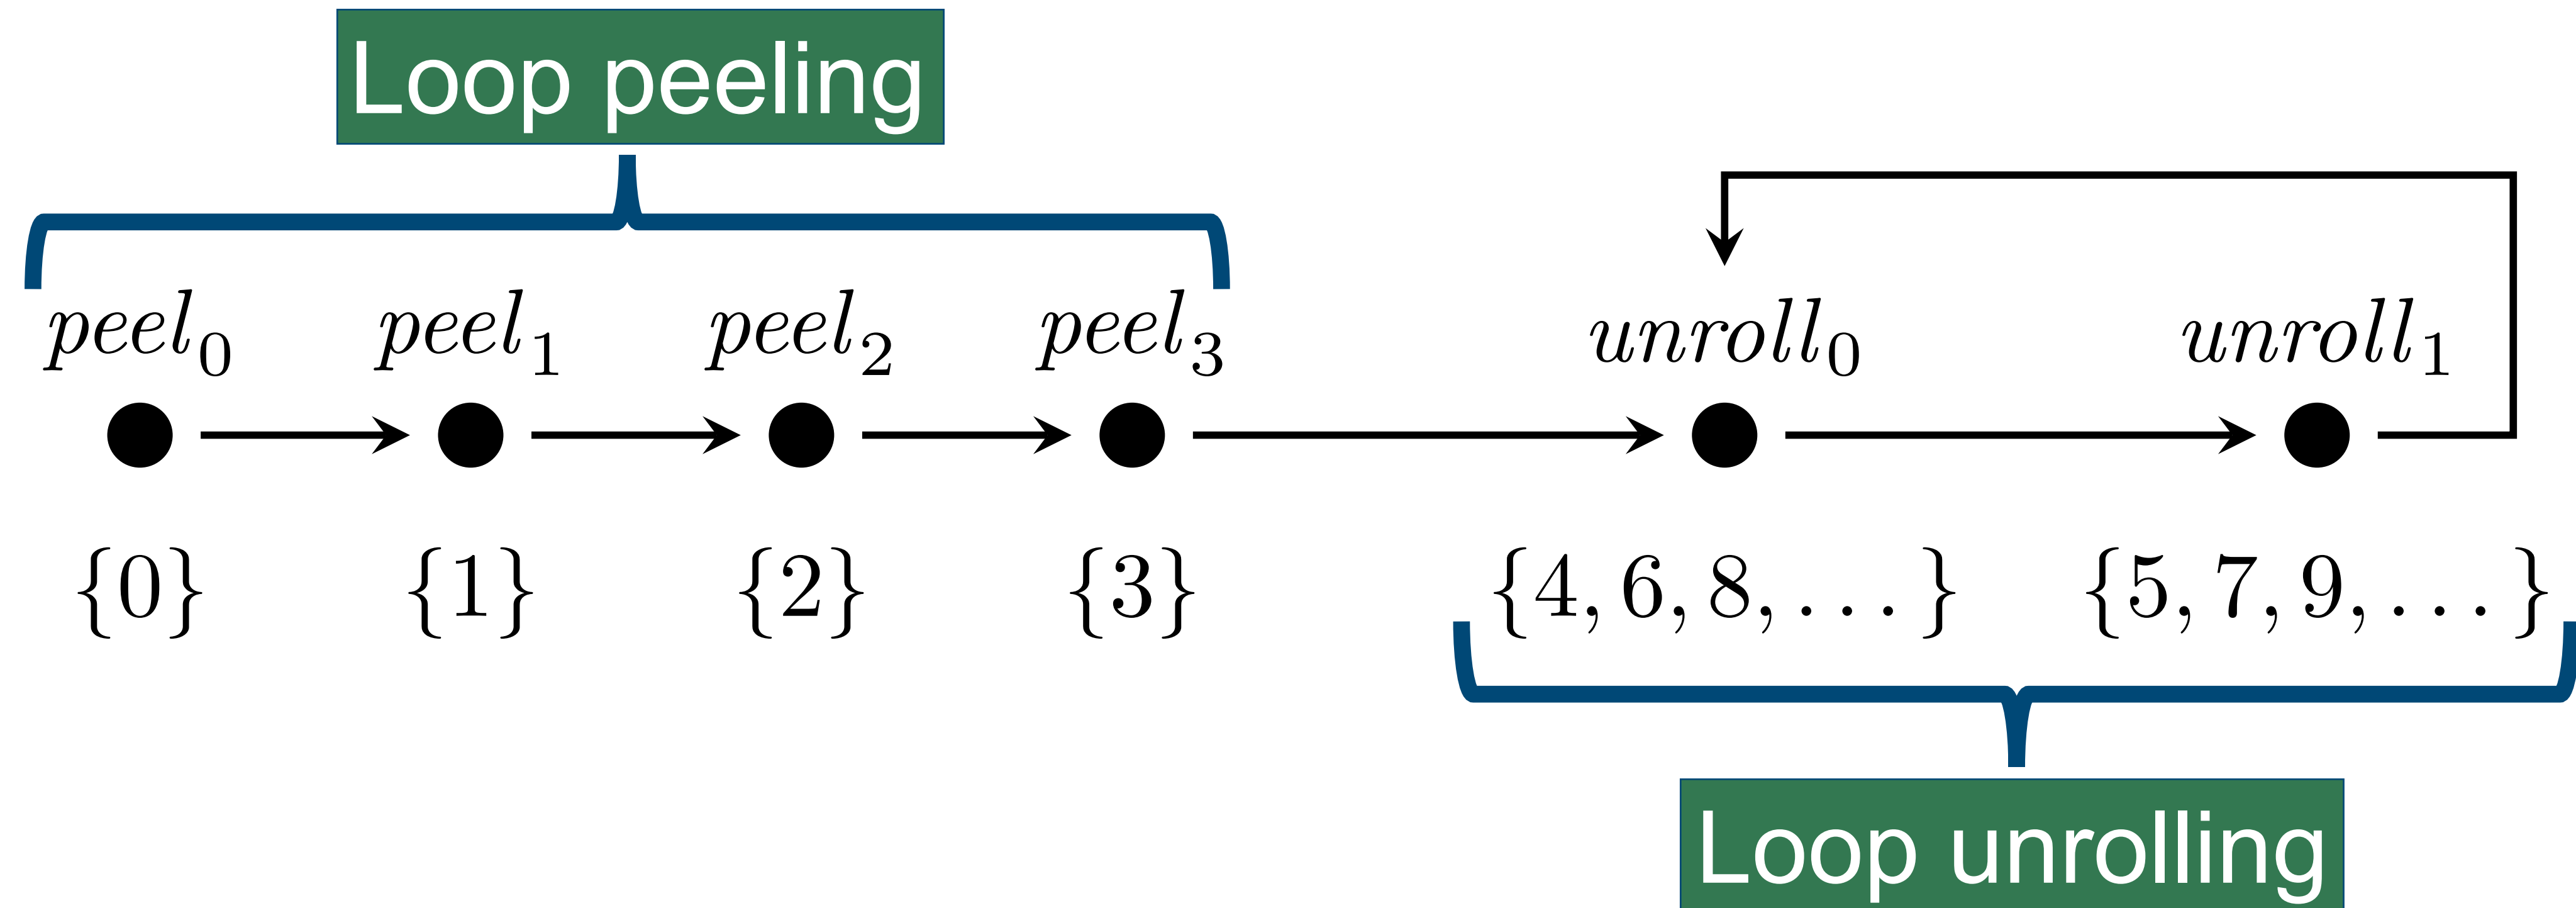 Loop peeling
peel₀ peel₁ peel₂ peel₃ unroll₀ unroll₁
{0} {1} {2} {3} {4, 6, 8, . . . } {5, 7, 9, . . . }
Loop unrolling